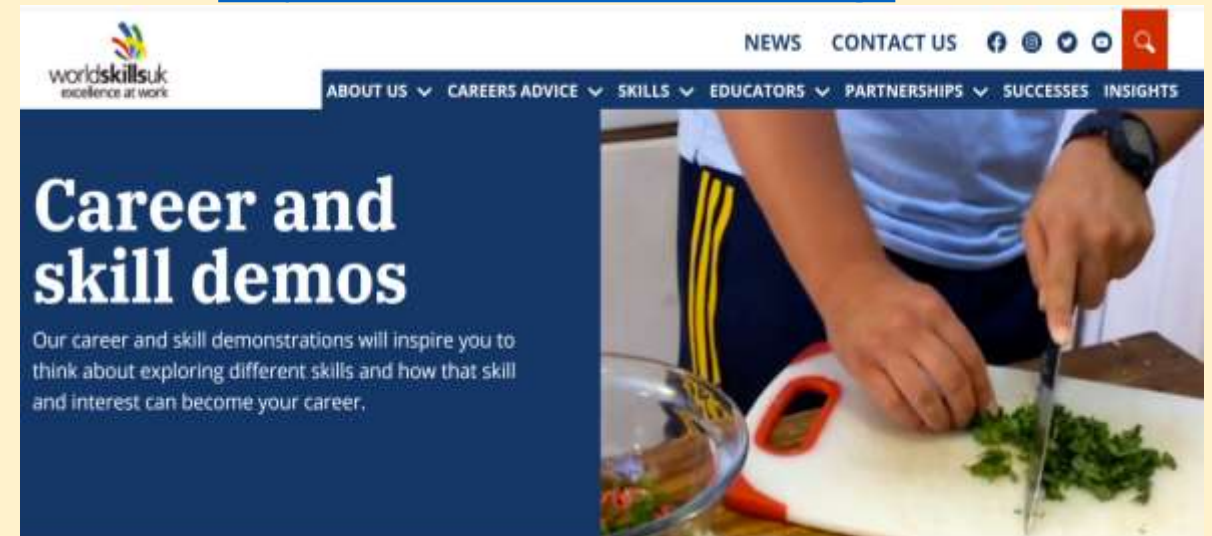 worldskillsuk
excellence at work
NEWS CONTACT US
ABOUT US CAREERS ADVICE SKILLS EDUCATORS PARTNERSHIPS SUCCESSES INSIGHTS
Career and
skill demos
Our career and skill demonstrations will inspire you to
think about exploring different skills and how that skill
and interest can become your career.